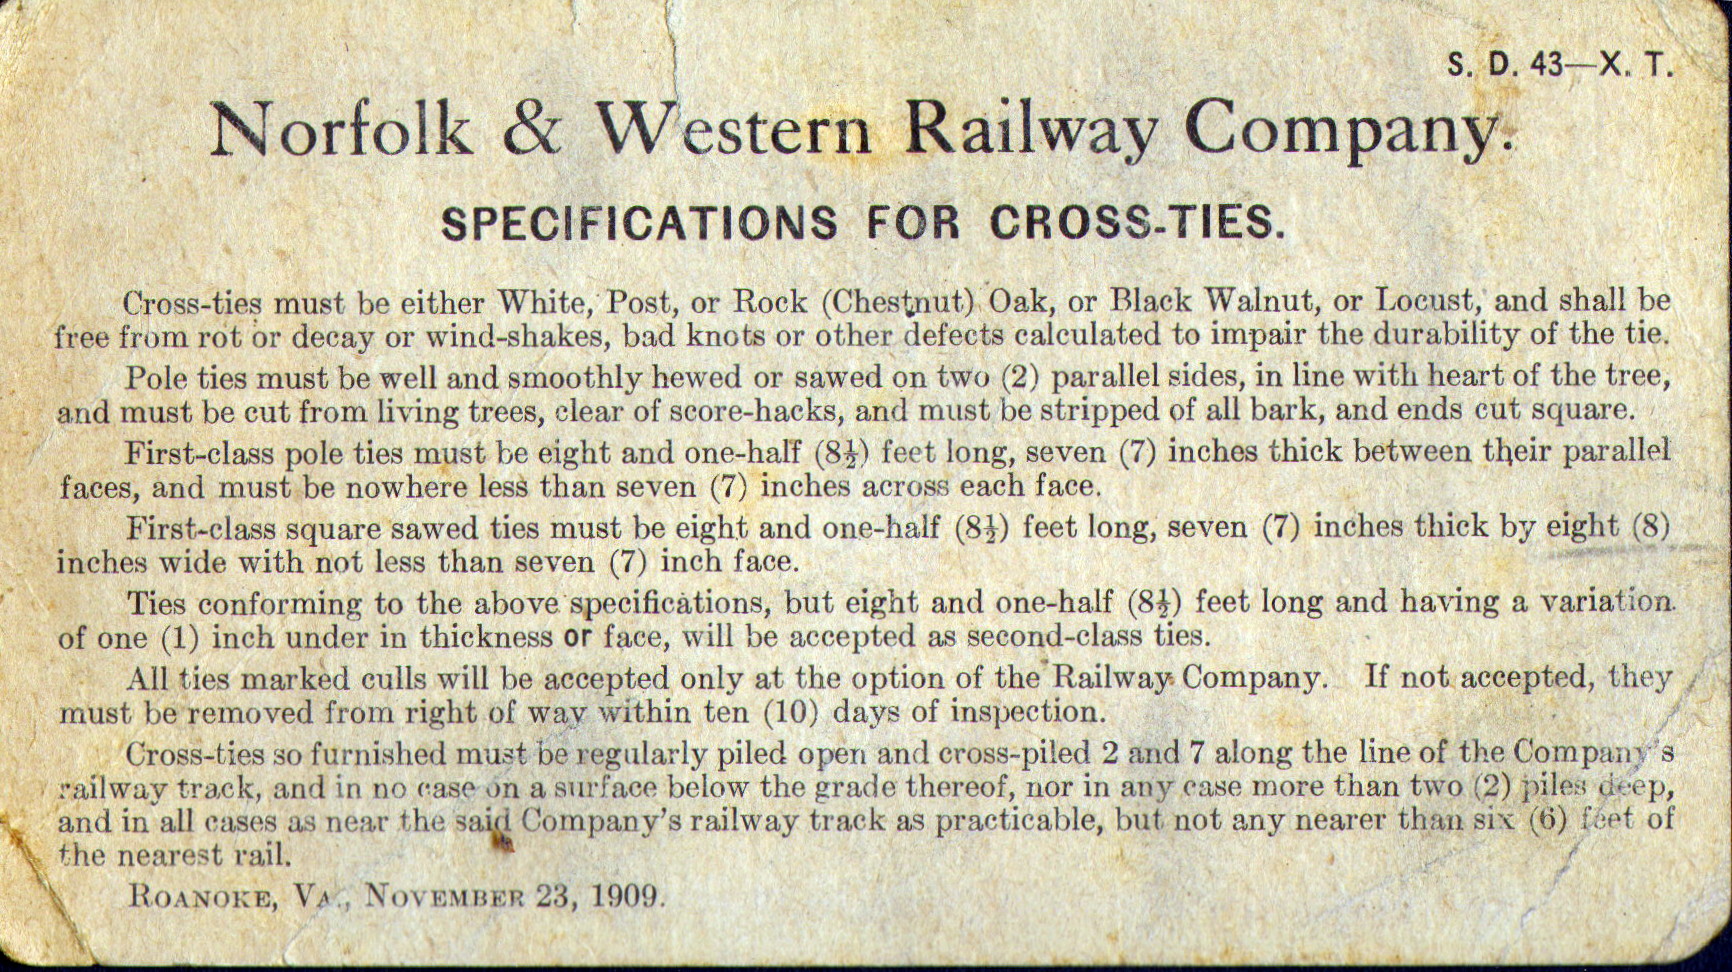 S. D. 43—X. T.
Norfolk & Western Railway Company.
SPECIFICATIONS FOR CROSS-TIES.
Cross-ties must be either White, Post, or Rock (Chestnut) Oak, or Black Walnut, or Locust, and shall be
free from rot or decay or wind-shakes, bad knots or other defects calculated to impair the durability of the tie.
Pole ties must be well and smoothly hewed or sawed on two (2) parallel sides, in line with heart of the tree,
and must be cut from living trees, clear of score-hacks, and must be stripped of all bark, and ends cut square.
First-class pole ties must be eight and one-half (8½) feet long, seven (7) inches thick between their parallel
faces, and must be nowhere less than seven (7) inches across each face.
First-class square sawed ties must be eight and one-half (8½) feet long, seven (7) inches thick by eight (8)
inches wide with not less than seven (7) inch face.
Ties conforming to the above specifications, but eight and one-half (8½) feet long and having a variation
of one (1) inch under in thickness or face, will be accepted as second-class ties.
All ties marked culls will be accepted only at the option of the Railway Company. If not accepted, they
must be removed from right of way within ten (10) days of inspection.
Cross-ties so furnished must be regularly piled open and cross-piled 2 and 7 along the line of the Company's
railway track, and in no case on a surface below the grade thereof, nor in any case more than two (2) piles deep,
and in all cases as near the said Company's railway track as practicable, but not any nearer than six (6) feet of
the nearest rail.
ROANOKE, VA., NOVEMBER 23, 1909.